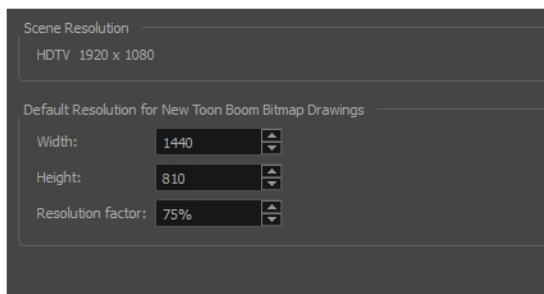 Scene Resolution
HDTV 1920 x 1080
Default Resolution for New Toon Boom Bitmap Drawings
Width: 1440
Height: 810
Resolution factor: 75%